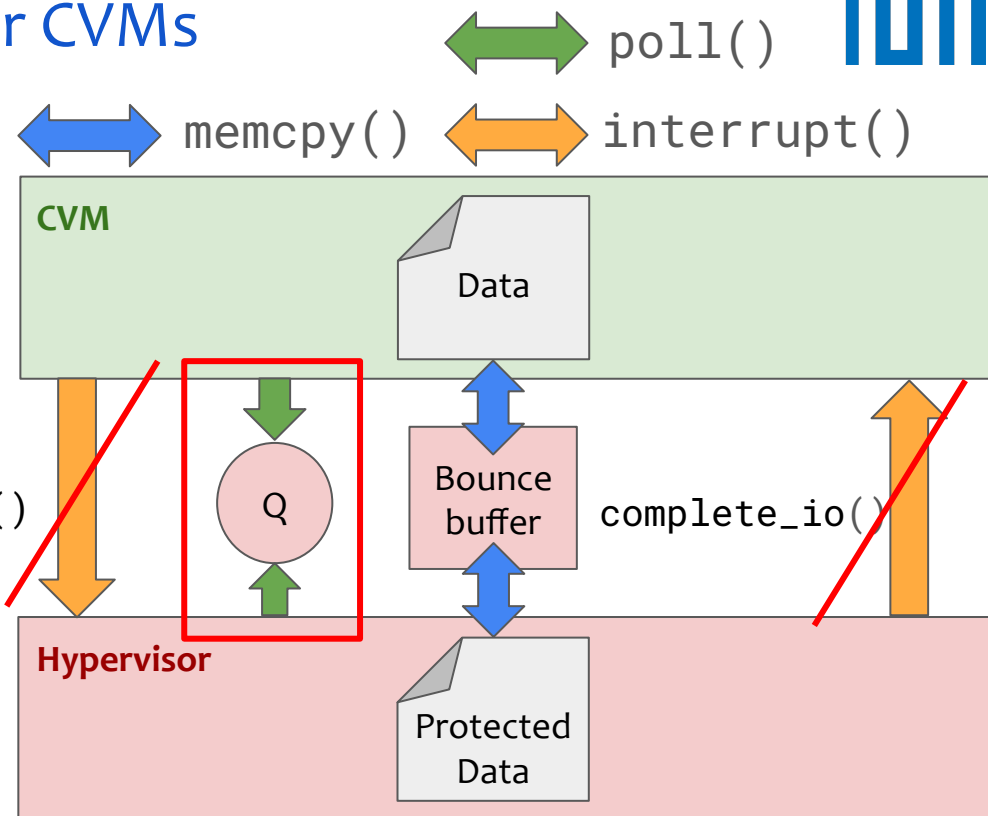 r CVMs
poll()
memcpy()
interrupt()
CVM
Data
()
Q
Bounce
buffer
complete_io()
Hypervisor
Protected
Data